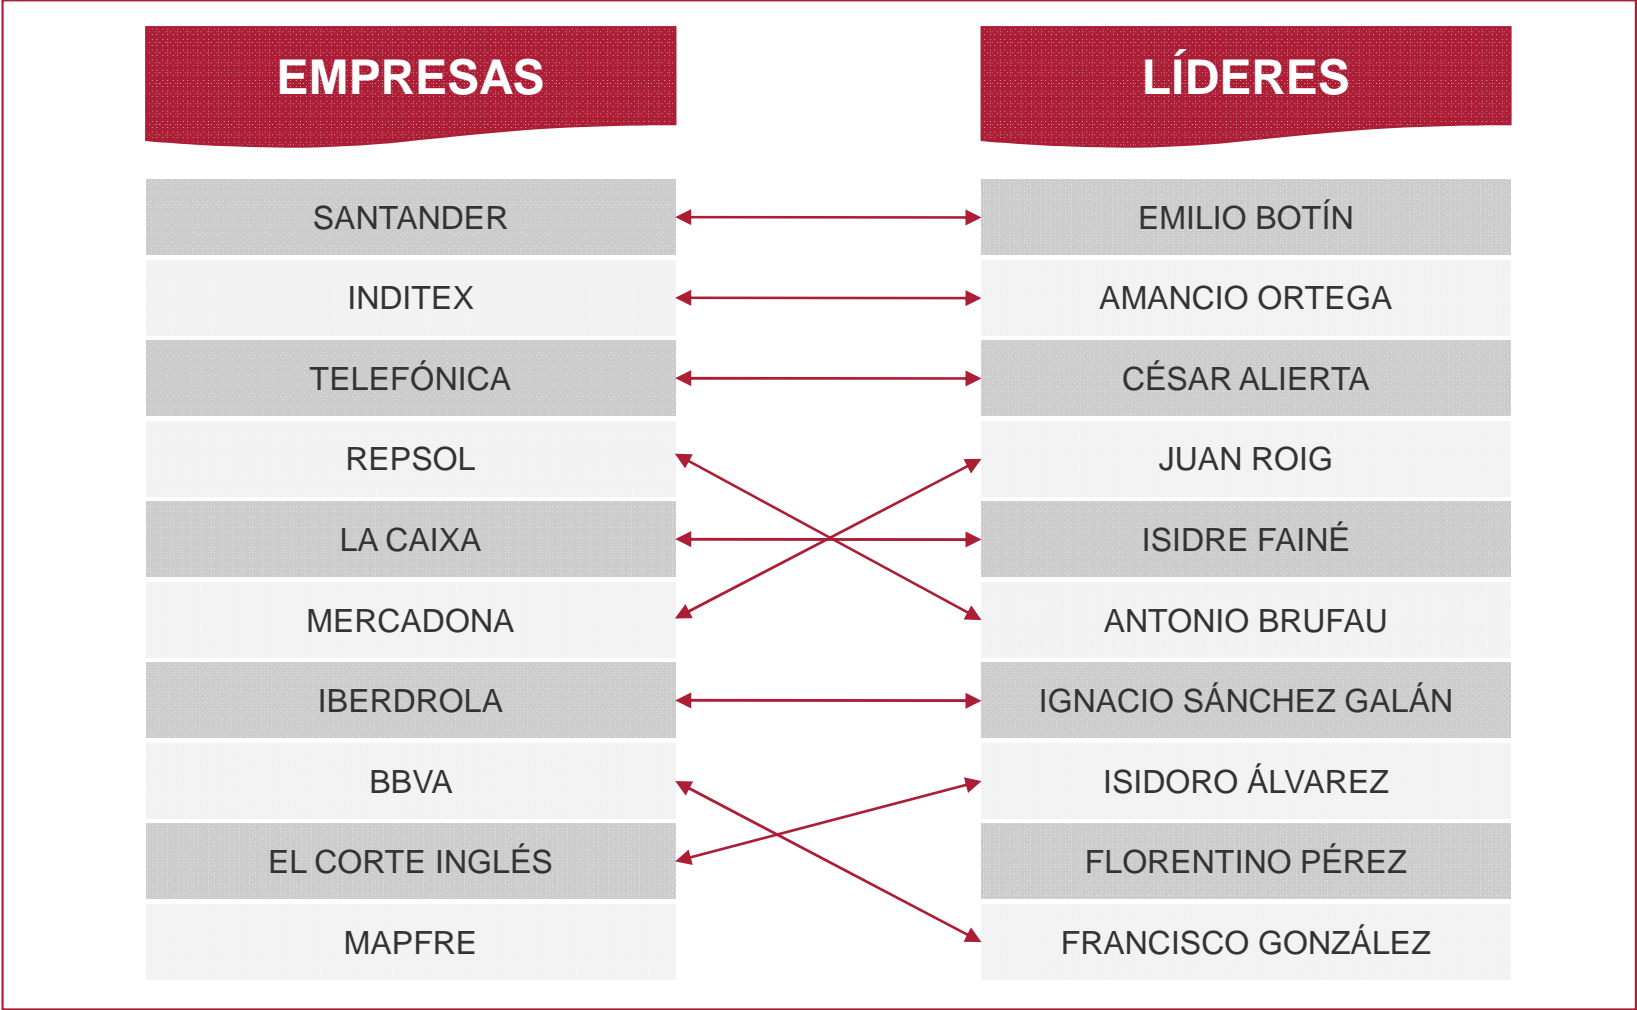 EMPRESAS
LÍDERES
SANTANDER
EMILIO BOTÍN
INDITEX
AMANCIO ORTEGA
TELEFÓNICA
CÉSAR ALIERTA
REPSOL
JUAN ROIG
LA CAIXA
ISIDRE FAINÉ
MERCADONA
ANTONIO BRUFAU
IBERDROLA
IGNACIO SÁNCHEZ GALÁN
BBVA
ISIDORO ÁLVAREZ
EL CORTE INGLÉS
FLORENTINO PÉREZ
MAPFRE
FRANCISCO GONZÁLEZ